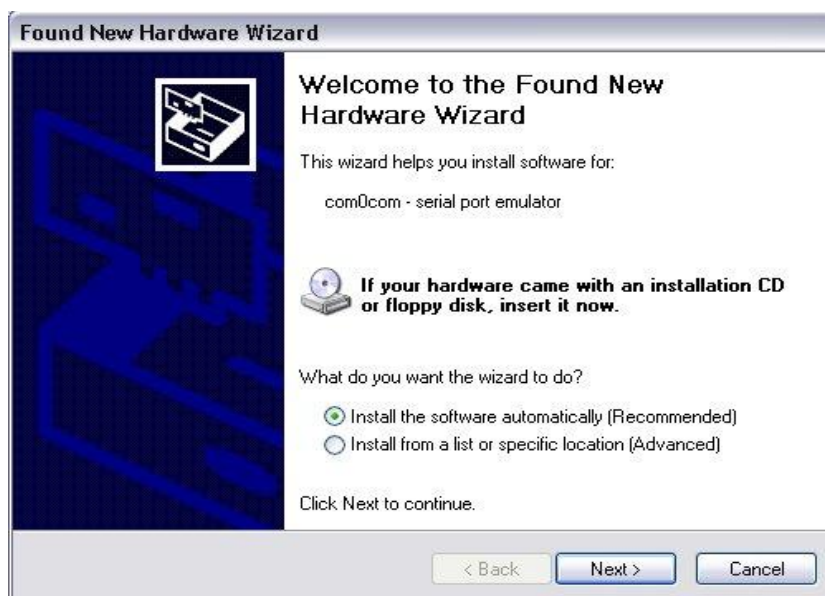 Found New Hardware Wizard
Welcome to the Found New
Hardware Wizard
This wizard helps you install software for:
com0com - serial port emulator
If your hardware came with an installation CD
or floppy disk, insert it now.
What do you want the wizard to do?
Install the software automatically (Recommended)
Install from a list or specific location (Advanced)
Click Next to continue.
< Back Next > Cancel